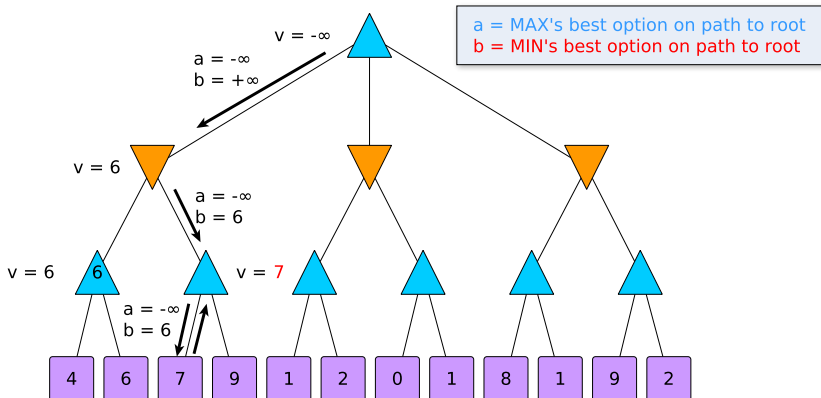 a = MAX's best option on path to root
b = MIN's best option on path to root
v = -∞
a = -∞
b = +∞
v = 6
a = -∞
b = 6
v = 6
6
v = 7
a = -∞
b = 6
4 6 7 9 1 2 0 1 8 1 9 2